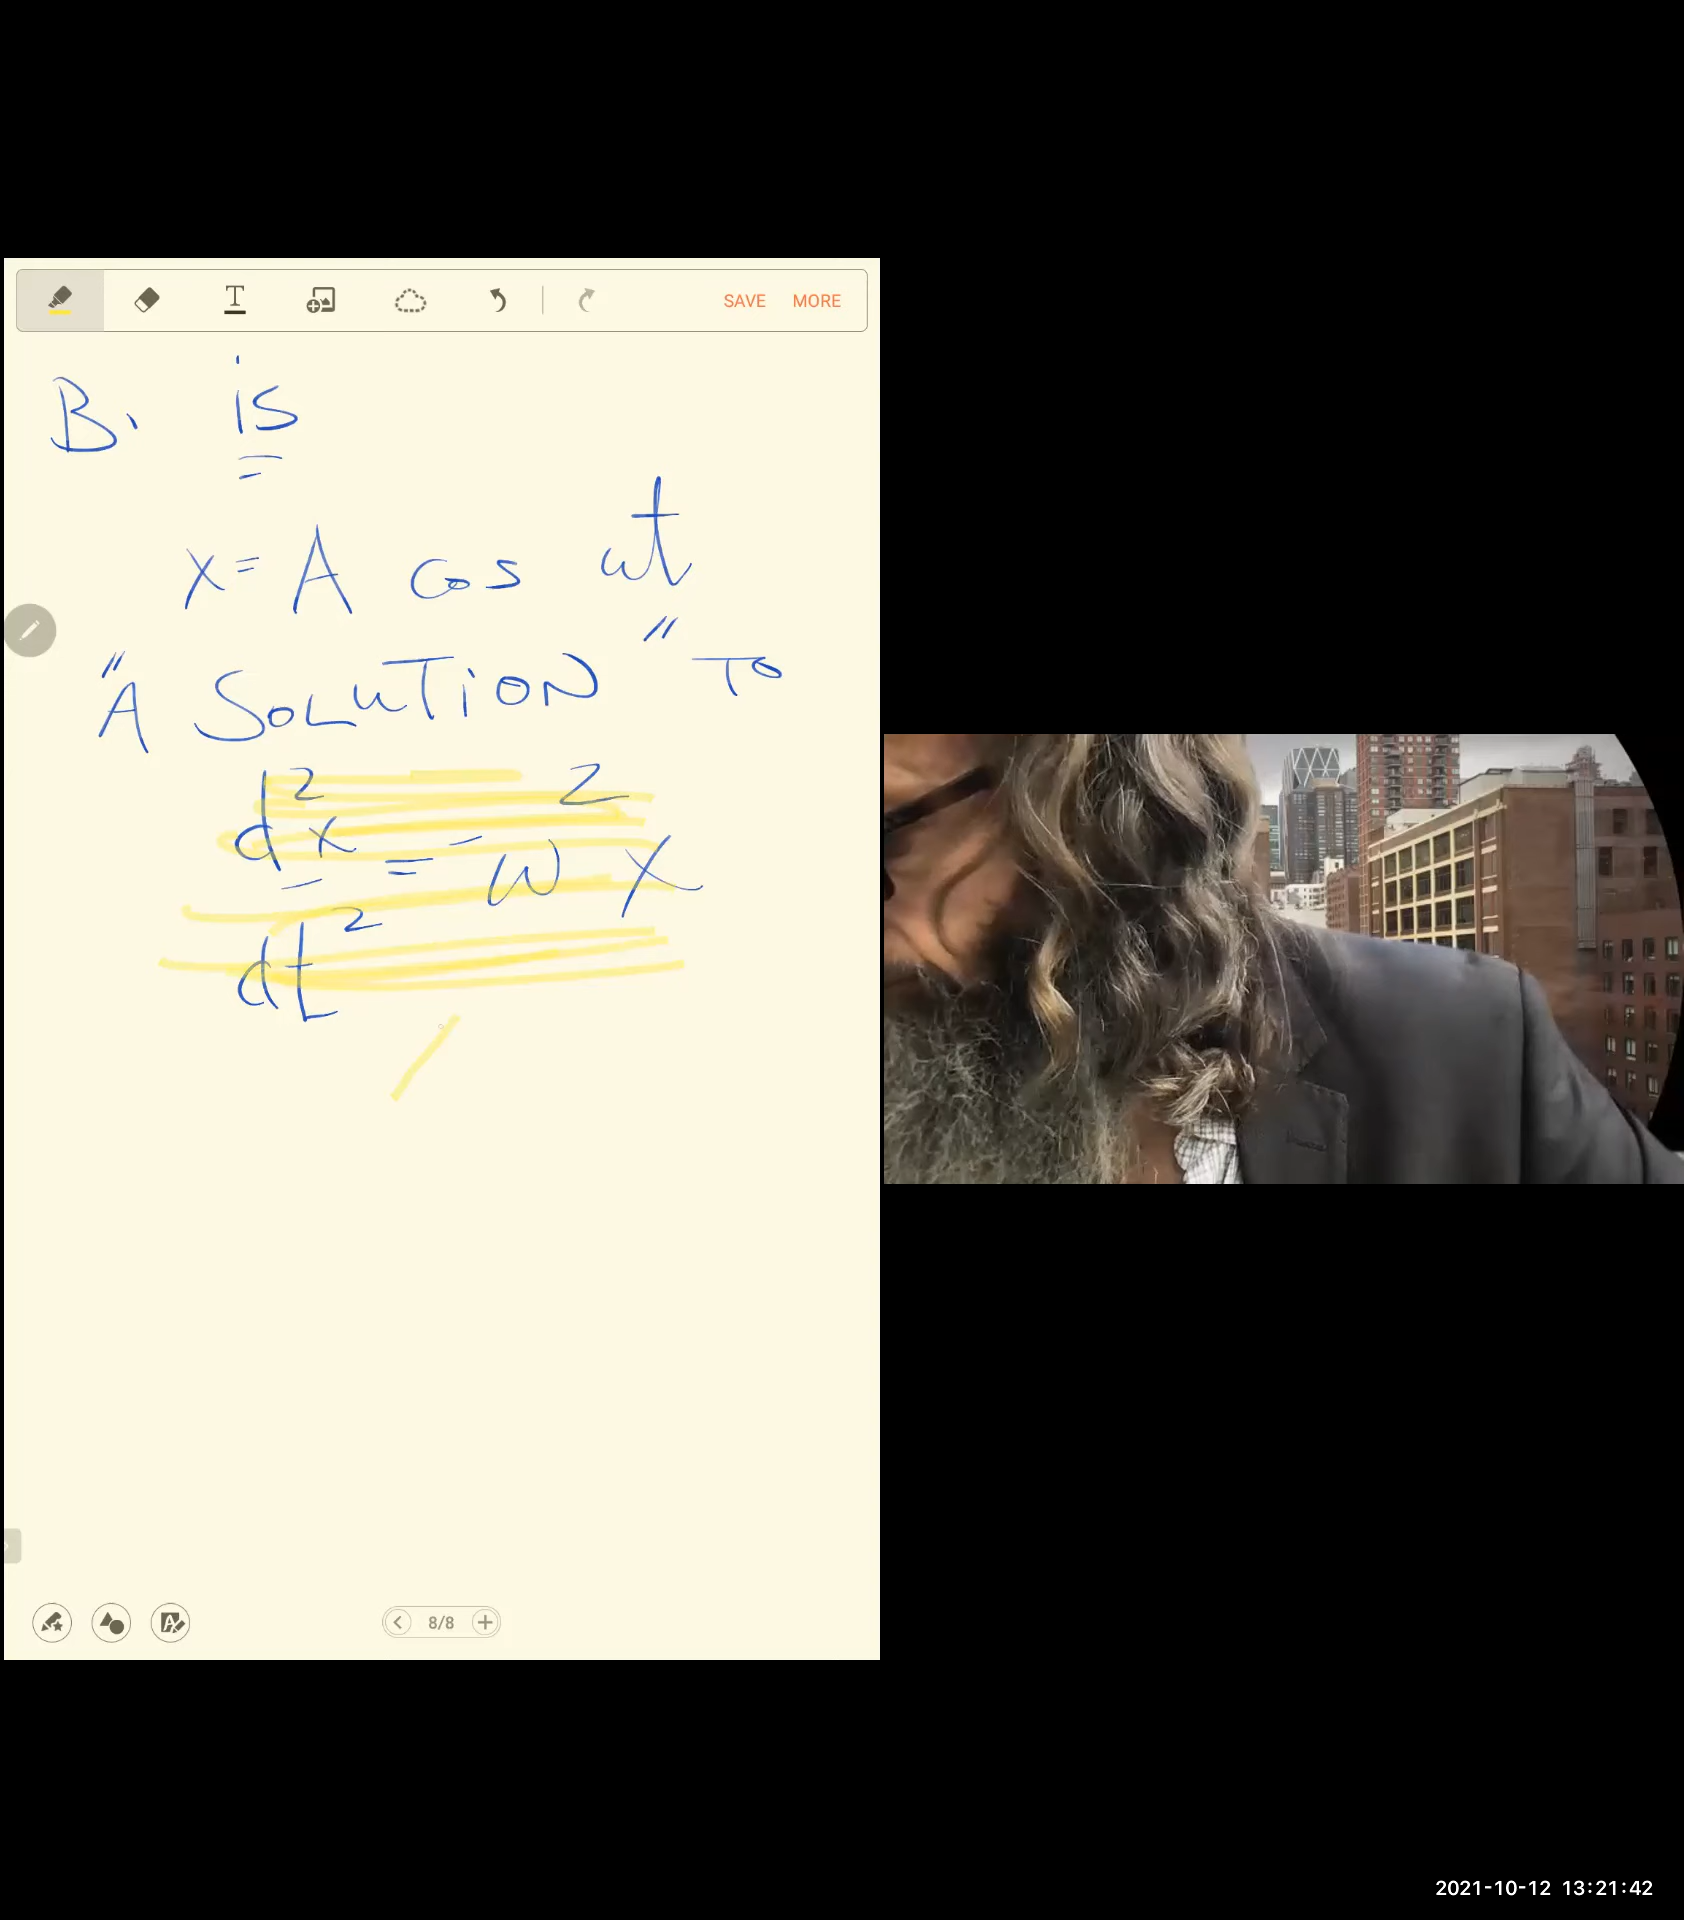 SAVE MORE
B. is
x = A cos ωt
"A SOLUTION" TO
d²x = -ω²x
dt²
8/8
2021-10-12 13:21:42